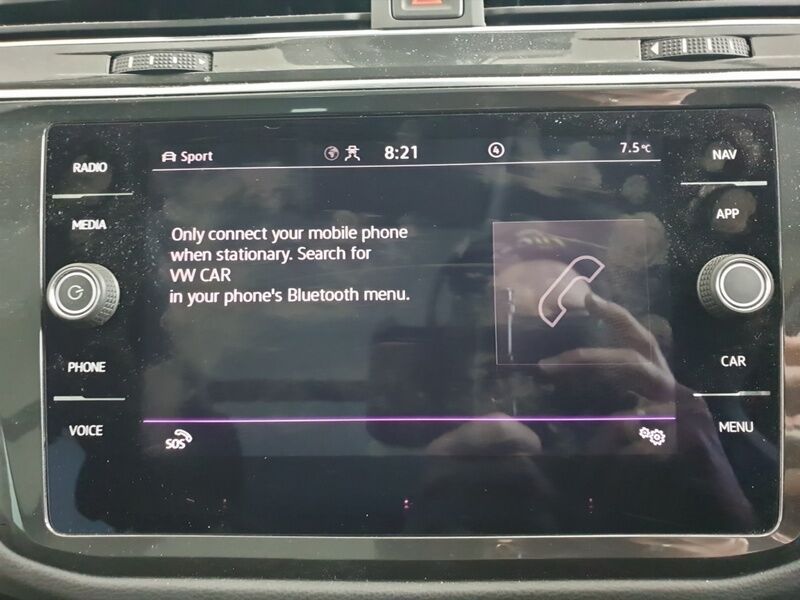 RADIO
MEDIA
PHONE
VOICE
Sport
8:21
4
7.5°C
Only connect your mobile phone
when stationary. Search for
VW CAR
in your phone's Bluetooth menu.
SOS
NAV
APP
CAR
MENU